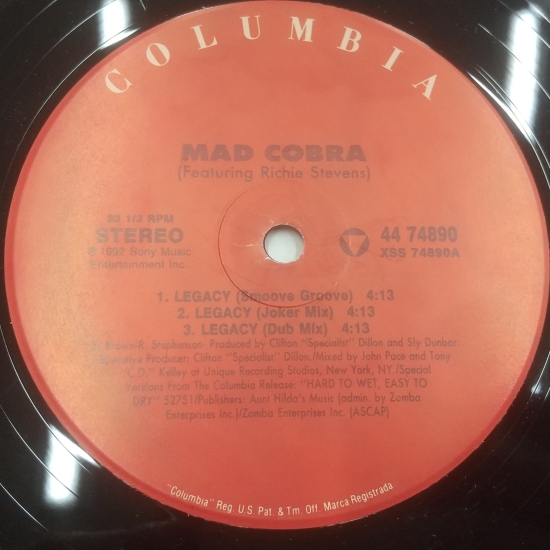 COLUMBIA
MAD COBRA
(Featuring Richie Stevens)
33 1/3 RPM
STEREO
℗ 1992 Sony Music
Entertainment Inc.
44 74890
XSS 74890A
1. LEGACY (Smoove Groove) 4:13
2. LEGACY (Joker Mix) 4:13
3. LEGACY (Dub Mix) 4:13
Brown-R. Stephenson- Produced by Clifton "Specialist" Dillon and Sly Dunbar:
Executive Producer: Clifton "Specialist" Dillon/Mixed by John Pace and Tony
"C.D." Kelley at Unique Recording Studios, New York, NY./Special
Versions From The Columbia Release: "HARD TO WET, EASY TO
DRY" 52751/Publishers: Aunt Hilda's Music (admin. by Zomba
Enterprises Inc.)/Zomba Enterprises Inc. (ASCAP)
"Columbia" Reg. U.S. Pat. & Tm. Off. Marca Registrada